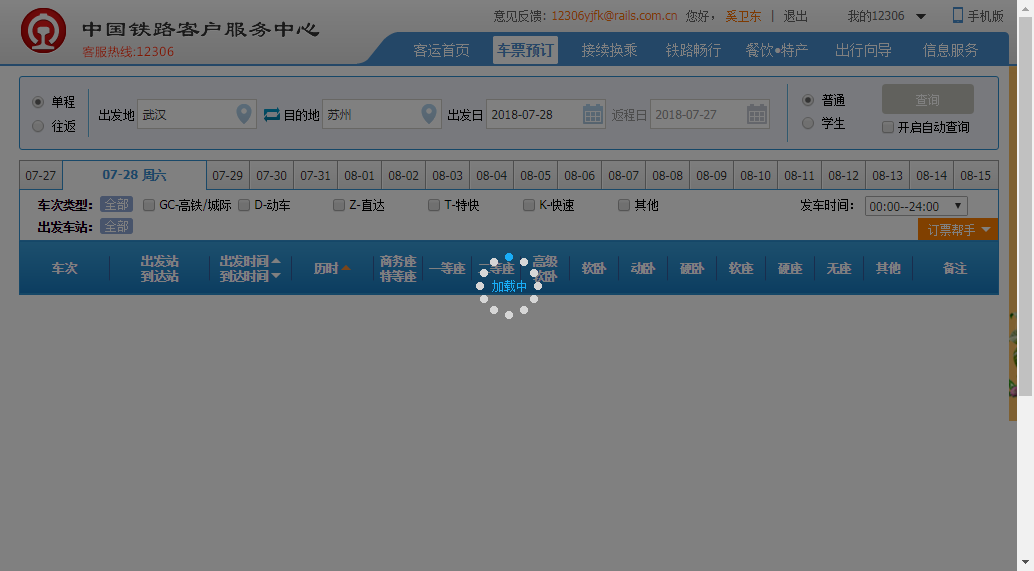 意见反馈: 12306yjfk@rails.com.cn 您好， 奚卫东 | 退出 我的12306 手机版
中国铁路客户服务中心
客服热线:12306
客运首页 车票预订 接续换乘 铁路畅行 餐饮•特产 出行向导 信息服务
单程 出发地 武汉 目的地 苏州 出发日 2018-07-28 返程日 2018-07-27 普通 查询
往返 学生 开启自动查询
07-27 07-28 周六 07-29 07-30 07-31 08-01 08-02 08-03 08-04 08-05 08-06 08-07 08-08 08-09 08-10 08-11 08-12 08-13 08-14 08-15
车次类型： 全部 GC-高铁/城际 D-动车 Z-直达 T-特快 K-快速 其他 发车时间： 00:00--24:00
出发车站： 全部 订票帮手
车次 出发站 出发时间 历时 商务座 一等座 二等座 高级 软卧 动卧 硬卧 软座 硬座 无座 其他 备注
到达站 到达时间 特等座 软卧
加载中